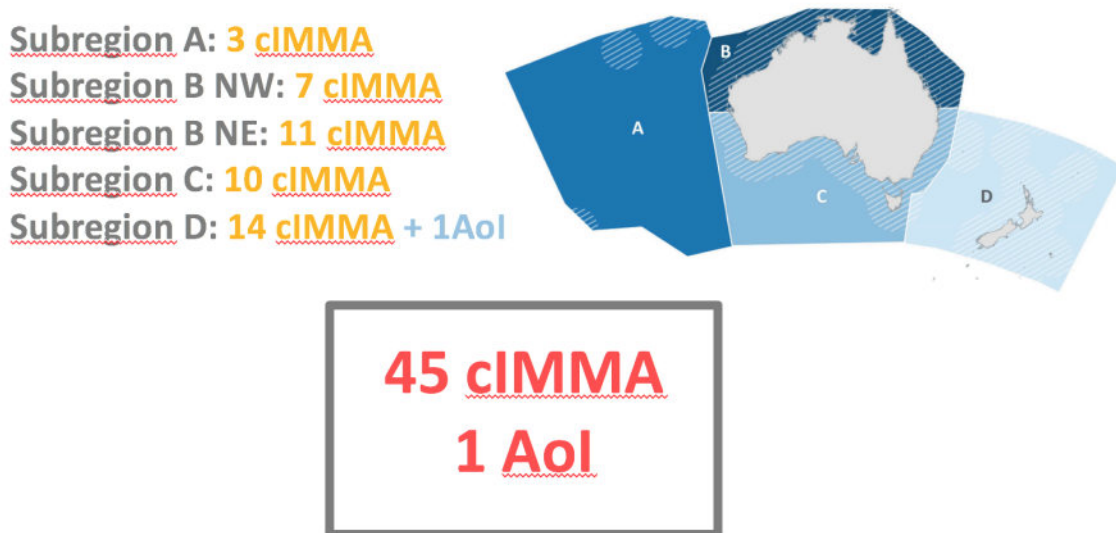 Subregion A: 3 cIMMA
Subregion B NW: 7 cIMMA
Subregion B NE: 11 cIMMA
Subregion C: 10 cIMMA
Subregion D: 14 cIMMA + 1AoI
B
A
C
D
45 cIMMA
1 AoI